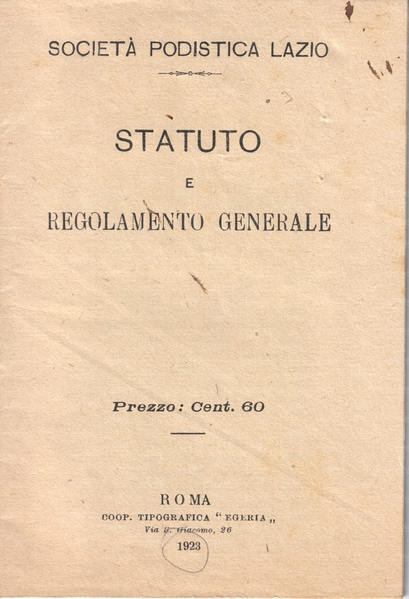 SOCIETÀ PODISTICA LAZIO
STATUTO
E
REGOLAMENTO GENERALE
Prezzo: Cent. 60
ROMA
COOP. TIPOGRAFICA "EGERIA„
Via S. Giacomo, 26
1923